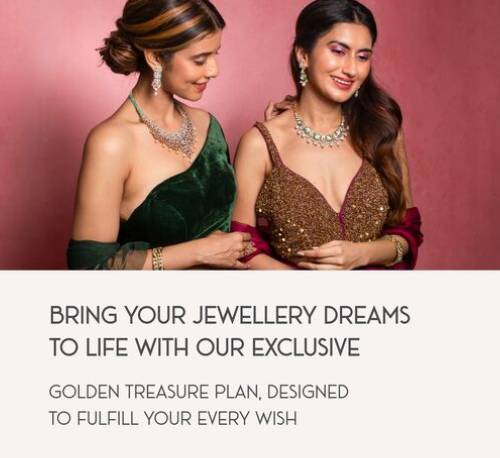 BRING YOUR JEWELLERY DREAMS
TO LIFE WITH OUR EXCLUSIVE
GOLDEN TREASURE PLAN, DESIGNED
TO FULFILL YOUR EVERY WISH